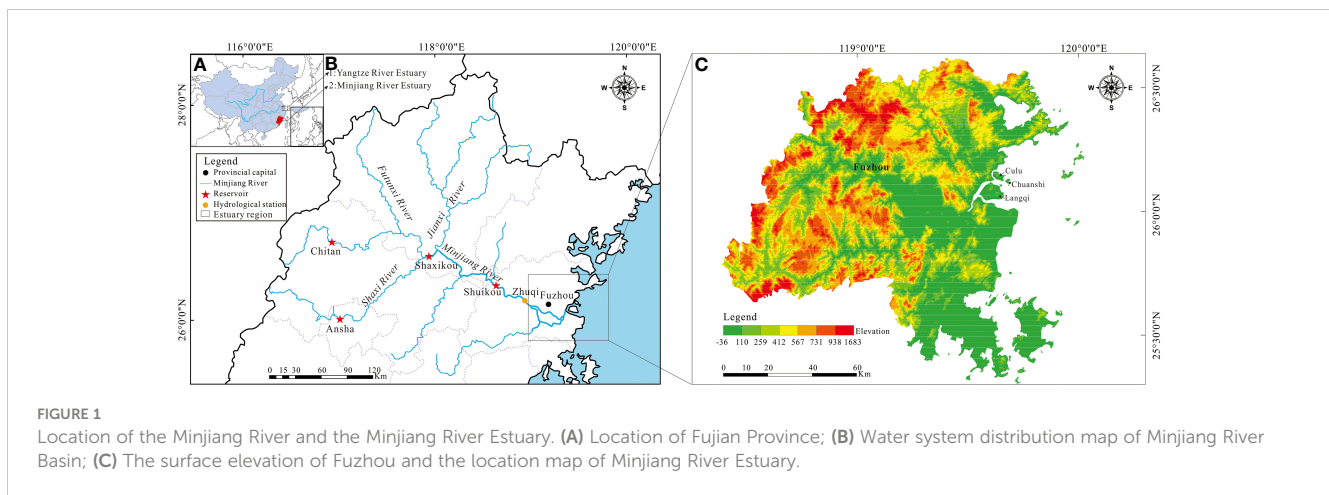 116°0'0"E
118°0'0"E
120°0'0"E
A
B
1:Yangtze River Estuary
2:Minjiang River Estuary
N
W
E
S
28°0'0"N
26°0'0"N
Legend
Provincial capital
Minjiang River
Reservoir
Hydrological station
Estuary region
Futunxi River
Jianxi River
Chitan
Shaxikou
Minjiang River
Shaxi River
Shuikou
Zhuqi
Fuzhou
Ansha
0 15 30 60 90 120
Km
119°0'0"E
120°0'0"E
C
N
W
E
S
26°30'0"N
26°0'0"N
25°30'0"N
Fuzhou
Culu
Chuanshi
Langqi
Legend
Elevation
-36 110 259 412 567 731 938 1683
0 10 20 40 60
Km
FIGURE 1
Location of the Minjiang River and the Minjiang River Estuary. (A) Location of Fujian Province; (B) Water system distribution map of Minjiang River
Basin; (C) The surface elevation of Fuzhou and the location map of Minjiang River Estuary.